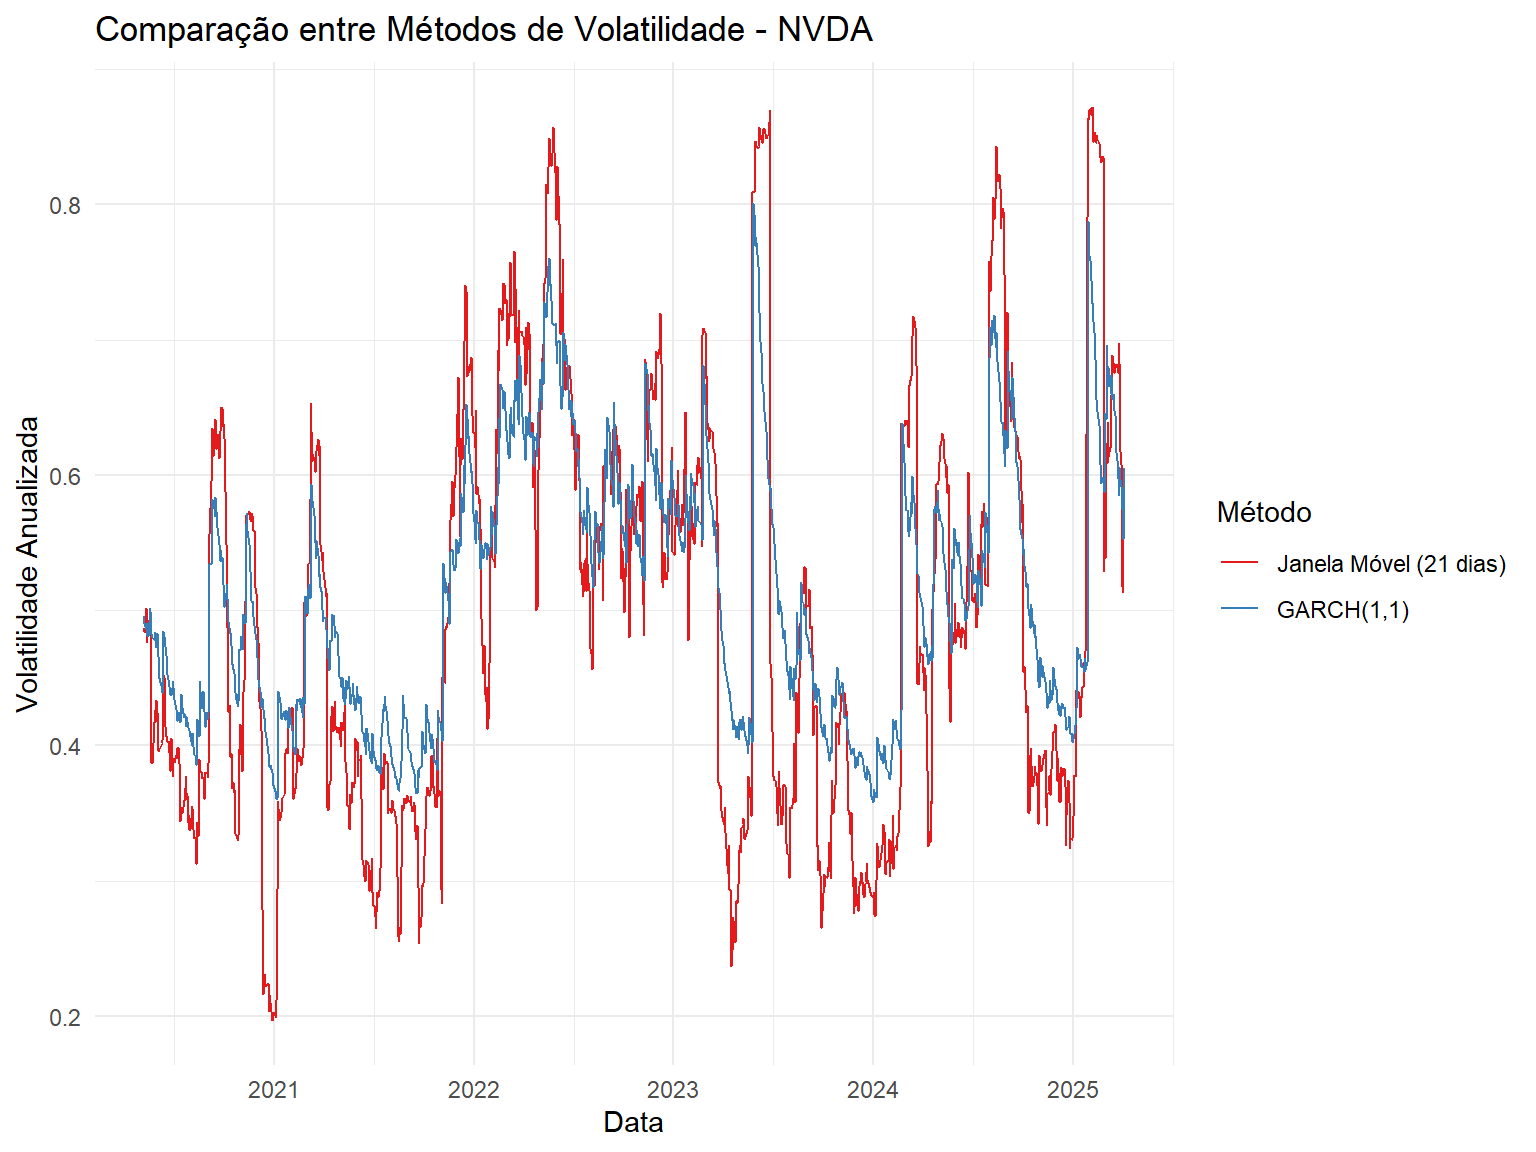 Comparação entre Métodos de Volatilidade - NVDA
Volatilidade Anualizada
0.8
0.6
0.4
0.2
2021
2022
2023
2024
2025
Data
Método
Janela Móvel (21 dias)
GARCH(1,1)